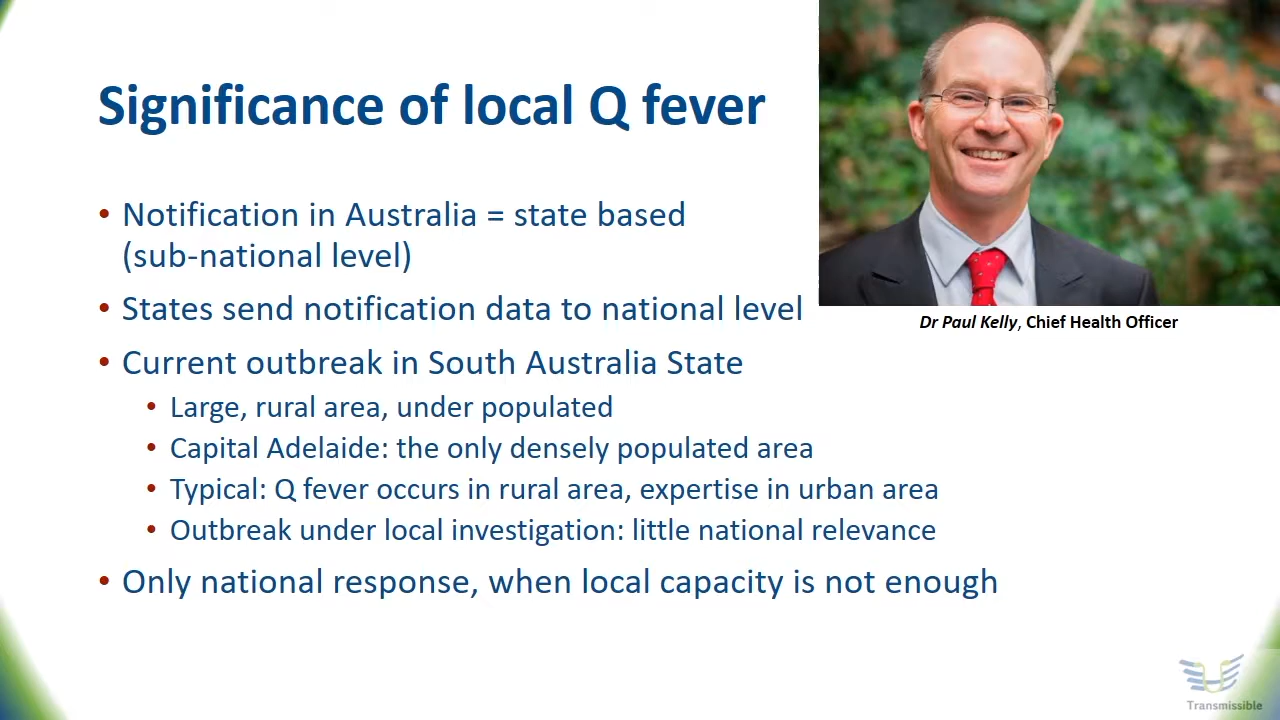 Significance of local Q fever
• Notification in Australia = state based
(sub-national level)
• States send notification data to national level
• Current outbreak in South Australia State
• Large, rural area, under populated
• Capital Adelaide: the only densely populated area
• Typical: Q fever occurs in rural area, expertise in urban area
• Outbreak under local investigation: little national relevance
• Only national response, when local capacity is not enough
Dr Paul Kelly, Chief Health Officer
Transmissible